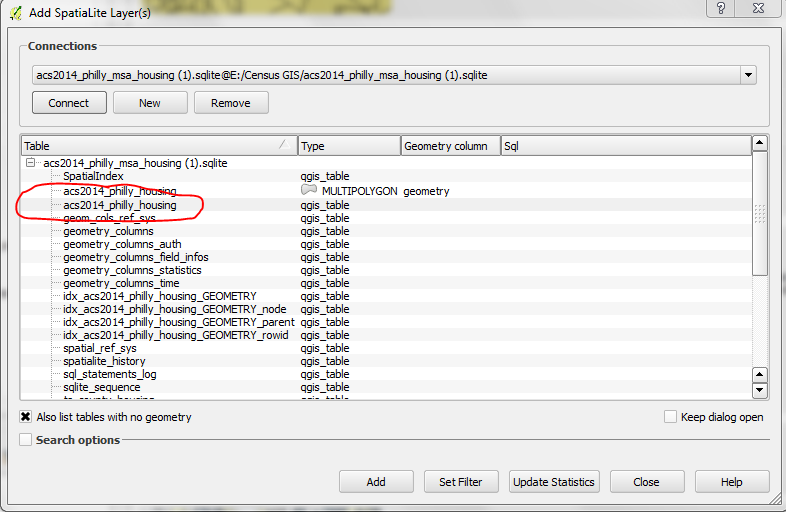 Add SpatiaLite Layer(s)
Connections
acs2014_philly_msa_housing (1).sqlite@E:/Census GIS/acs2014_philly_msa_housing (1).sqlite
Connect New Remove
Table Type Geometry column Sql
acs2014_philly_msa_housing (1).sqlite
SpatialIndex qgis_table
acs2014_philly_housing MULTIPOLYGON geometry
acs2014_philly_housing qgis_table
geom_cols_ref_sys qgis_table
geometry_columns qgis_table
geometry_columns_auth qgis_table
geometry_columns_field_infos qgis_table
geometry_columns_statistics qgis_table
geometry_columns_time qgis_table
idx_acs2014_philly_housing_GEOMETRY qgis_table
idx_acs2014_philly_housing_GEOMETRY_node qgis_table
idx_acs2014_philly_housing_GEOMETRY_parent qgis_table
idx_acs2014_philly_housing_GEOMETRY_rowid qgis_table
spatial_ref_sys qgis_table
spatialite_history qgis_table
sql_statements_log qgis_table
sqlite_sequence qgis_table
qgis_table
Also list tables with no geometry Keep dialog open
Search options
Add Set Filter Update Statistics Close Help